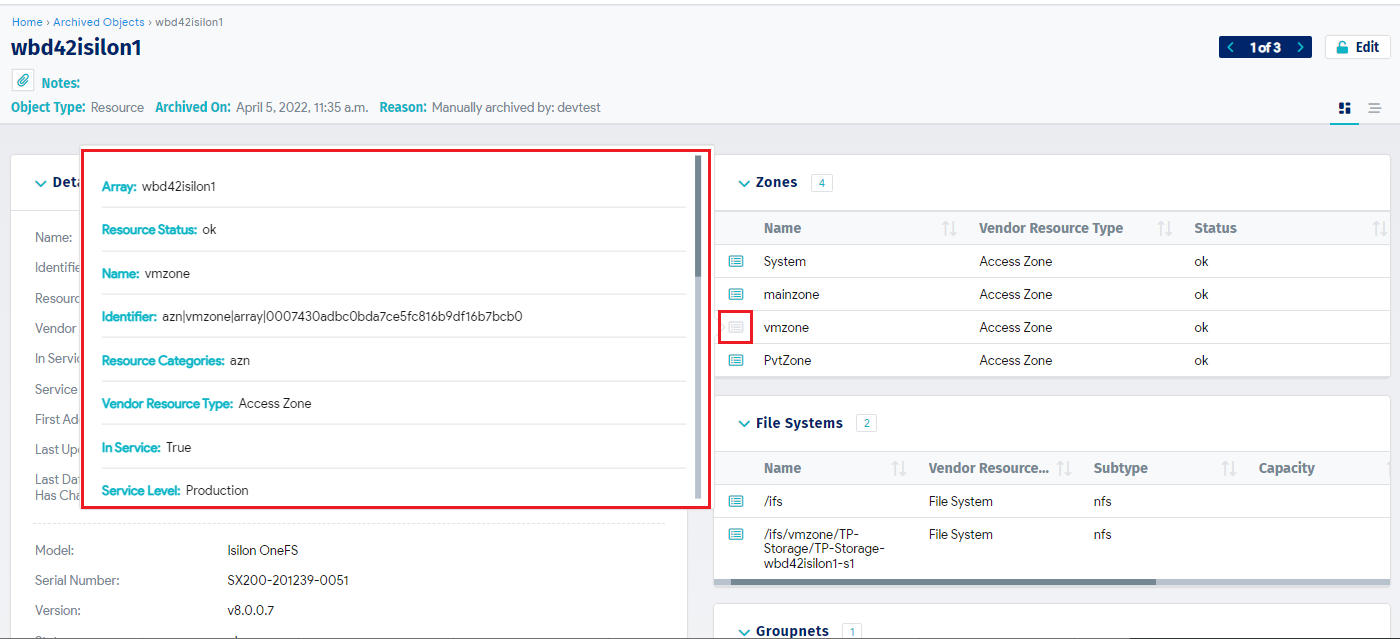 Home › Archived Objects › wbd42isilon1
wbd42isilon1
1 of 3
Edit
Notes:
Object Type: Resource Archived On: April 5, 2022, 11:35 a.m. Reason: Manually archived by: devtest
Deta
Name:
Identifie
Resourc
Vendor
In Servic
Service
First Ad
Last Up
Last Dat
Has Cha
Array: wbd42isilon1
Resource Status: ok
Name: vmzone
Identifier: azn|vmzone|array|0007430adbc0bda7ce5fc816b9df16b7bcb0
Resource Categories: azn
Vendor Resource Type: Access Zone
In Service: True
Service Level: Production
Model: Isilon OneFS
Serial Number: SX200-201239-0051
Version: v8.0.0.7
Zones 4
Name Vendor Resource Type Status
System Access Zone ok
mainzone Access Zone ok
vmzone Access Zone ok
PvtZone Access Zone ok
File Systems 2
Name Vendor Resource... Subtype Capacity
/ifs File System nfs
/ifs/vmzone/TP- File System nfs
Storage/TP-Storage-
wbd42isilon1-s1
Groupnets 1